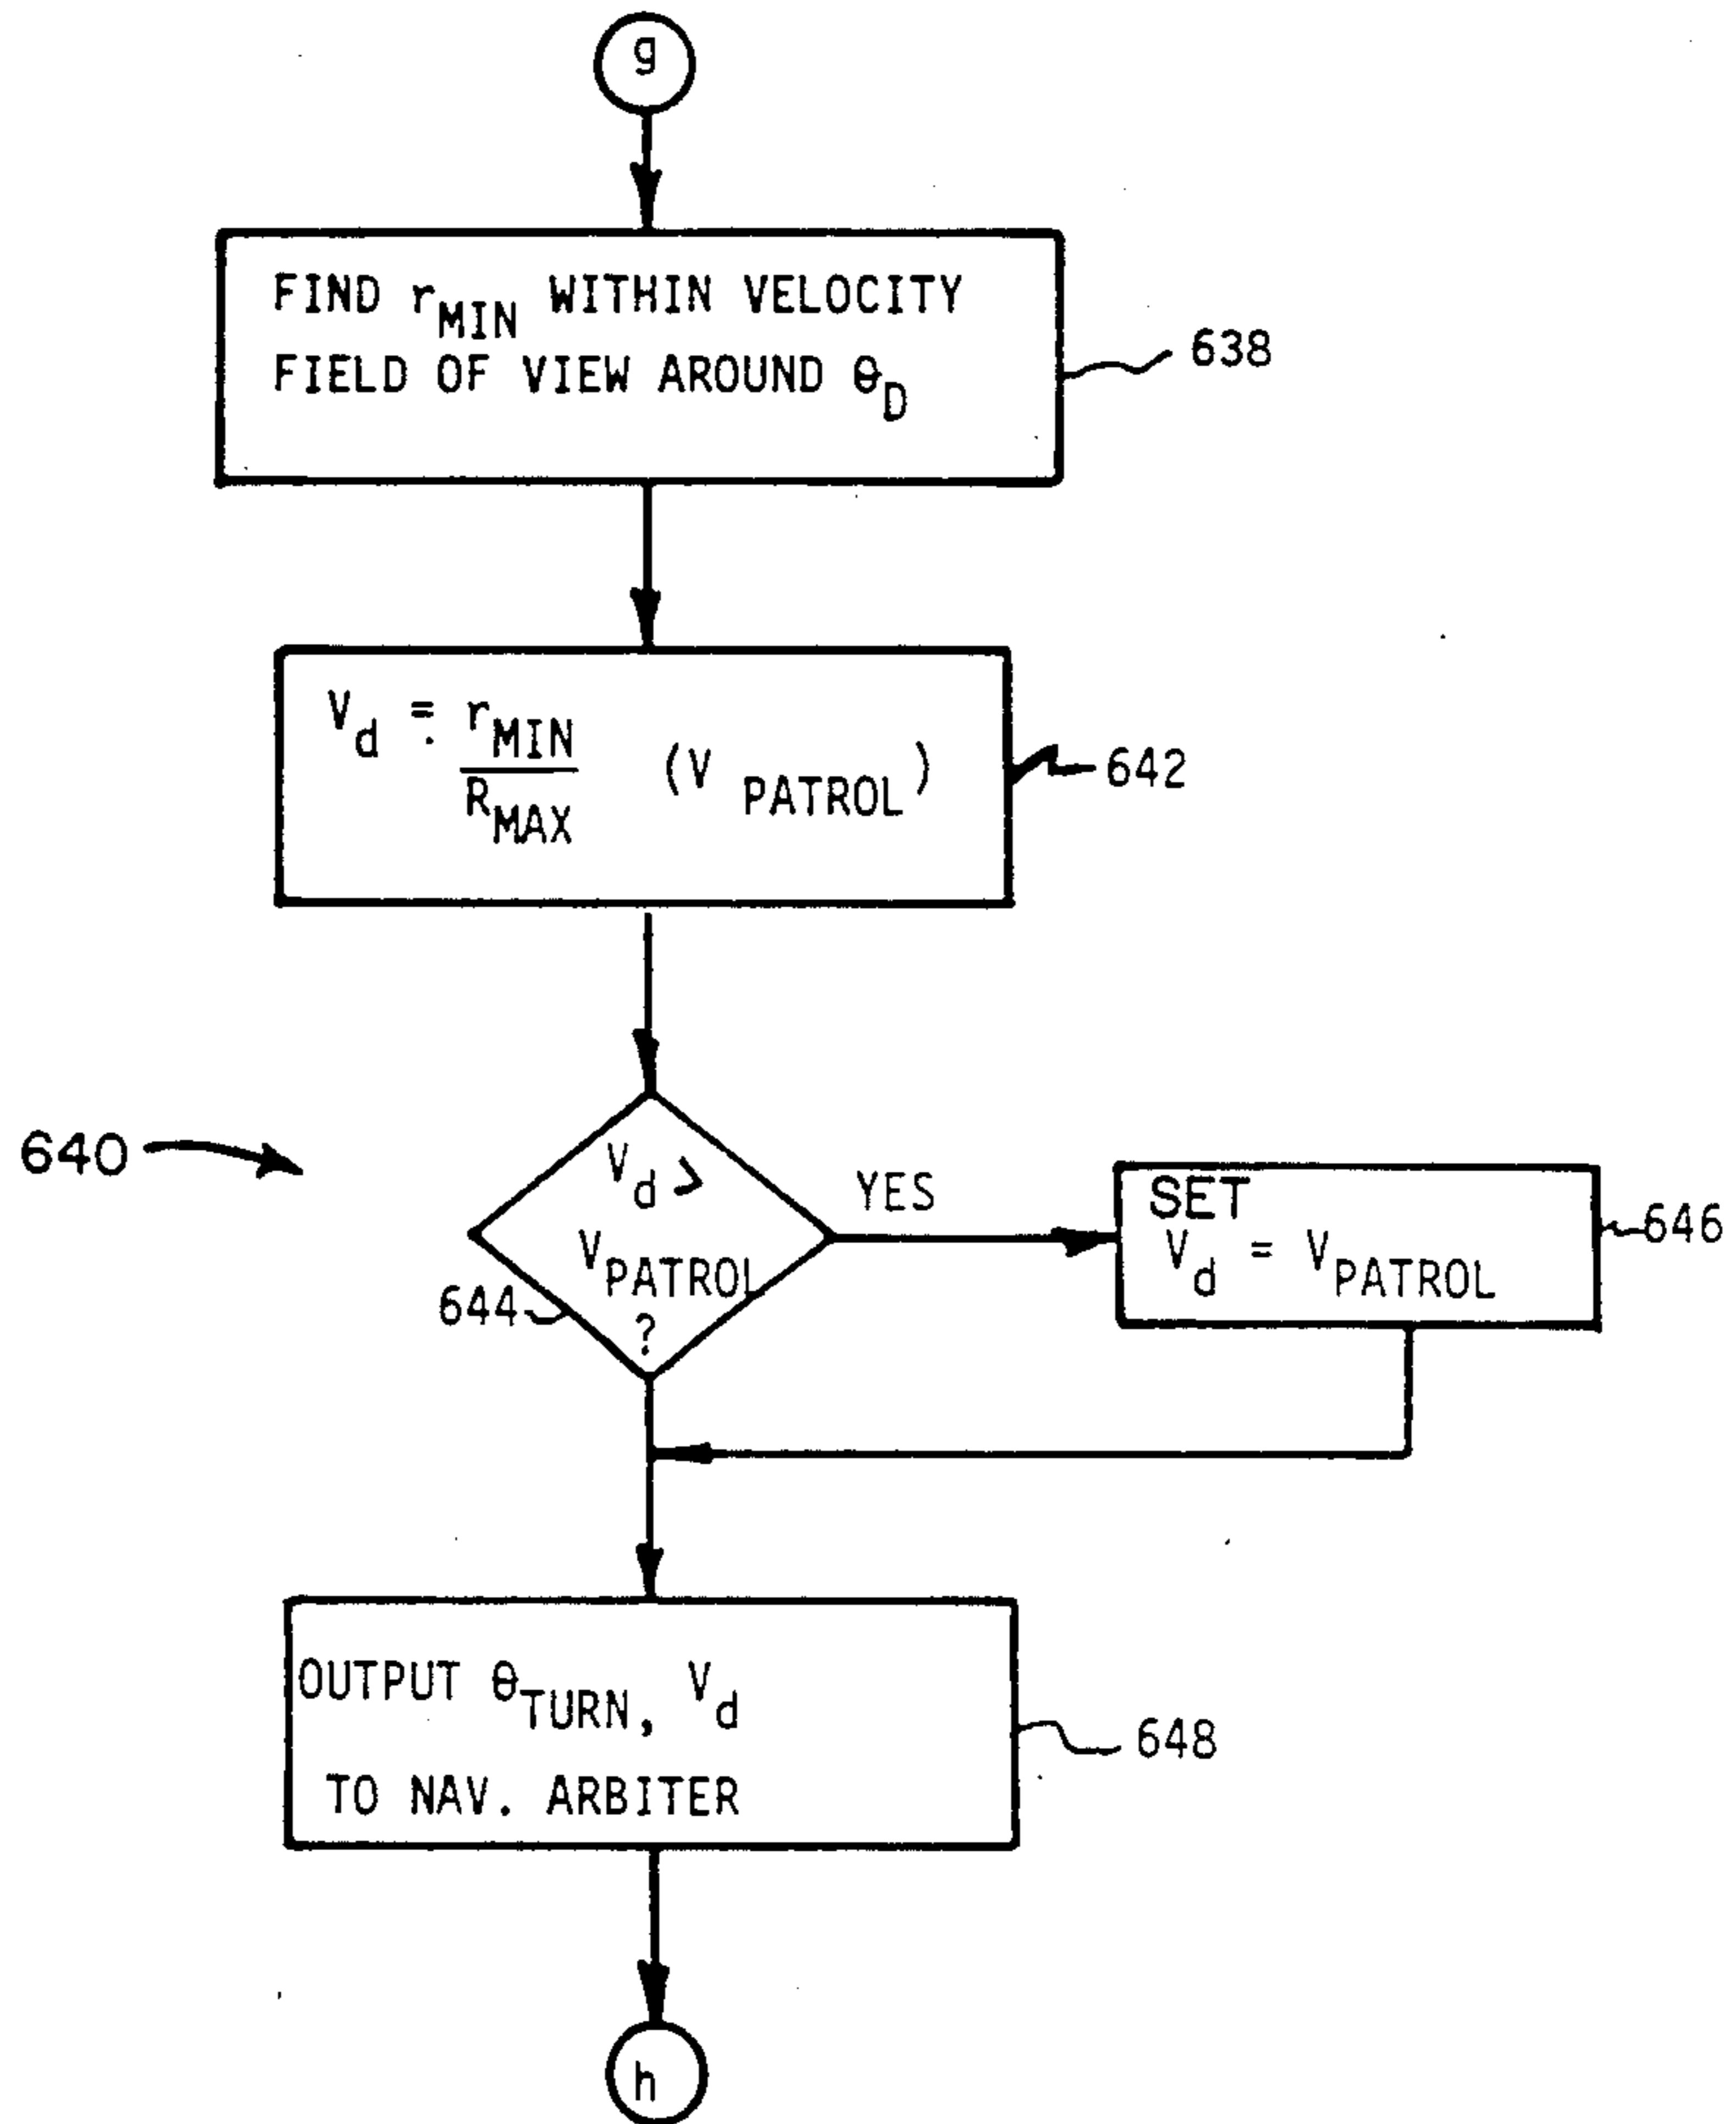 g
FIND rMIN WITHIN VELOCITY
FIELD OF VIEW AROUND θD
638
Vd = rMIN (V PATROL)
RMAX
642
640
Vd >
VPATROL
?
644
YES
SET
Vd = VPATROL
646
OUTPUT θTURN, Vd
TO NAV. ARBITER
648
h